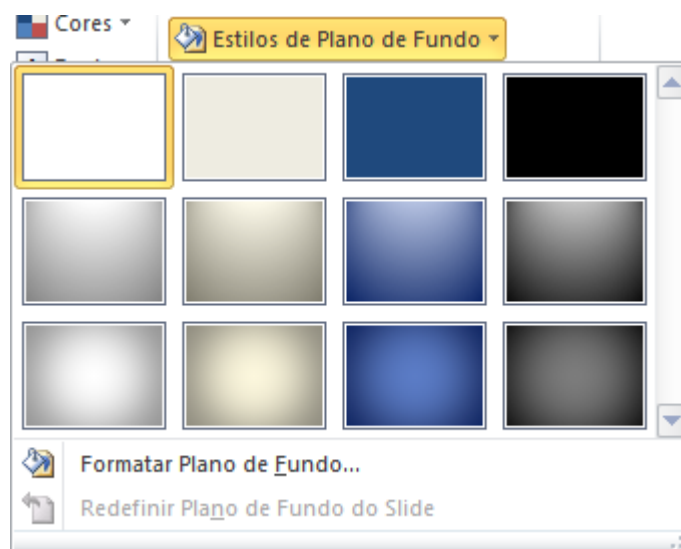 Cores
Estilos de Plano de Fundo
Formatar Plano de Fundo...
Redefinir Plano de Fundo do Slide